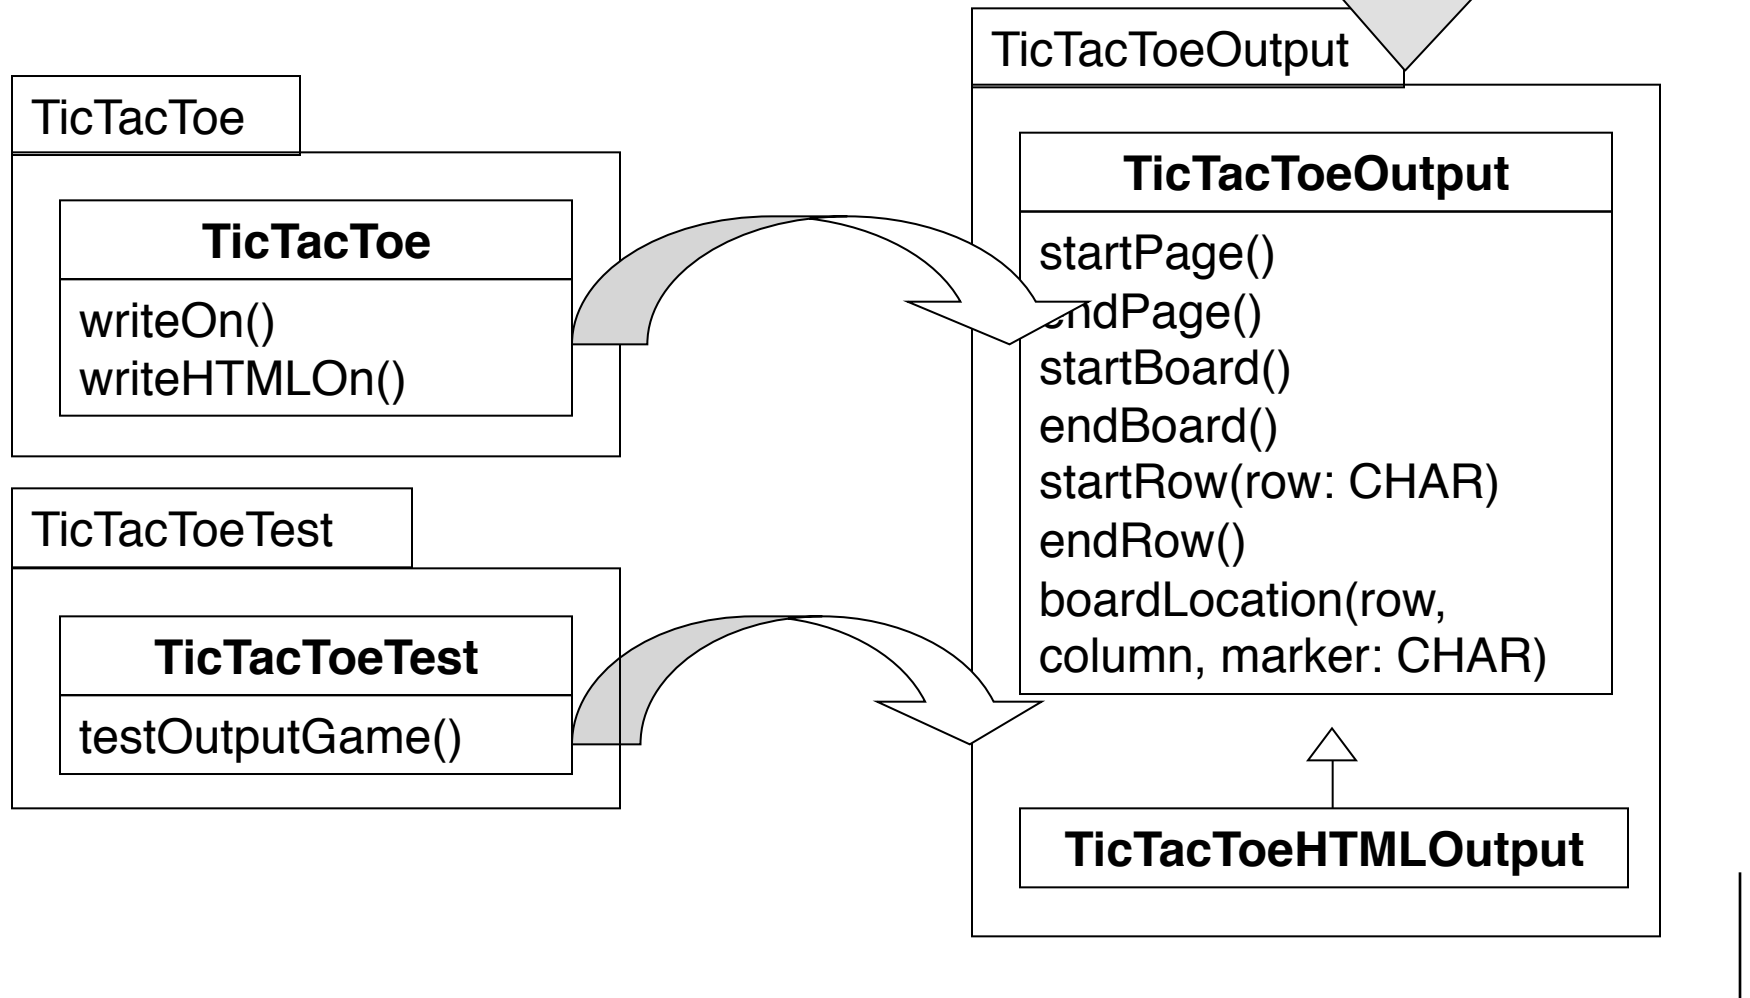 TicTacToe
TicTacToe
writeOn()
writeHTMLOn()
TicTacToeTest
TicTacToeTest
testOutputGame()
TicTacToeOutput
TicTacToeOutput
startPage()
endPage()
startBoard()
endBoard()
startRow(row: CHAR)
endRow()
boardLocation(row,
column, marker: CHAR)
TicTacToeHTMLOutput